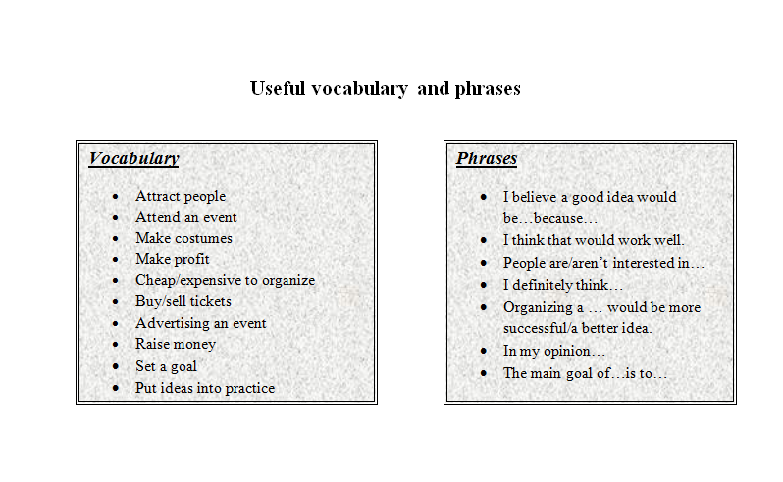 Useful vocabulary and phrases
Vocabulary
• Attract people
• Attend an event
• Make costumes
• Make profit
• Cheap/expensive to organize
• Buy/sell tickets
• Advertising an event
• Raise money
• Set a goal
• Put ideas into practice
Phrases
• I believe a good idea would
be…because…
• I think that would work well.
• People are/aren’t interested in…
• I definitely think…
• Organizing a … would be more
successful/a better idea.
• In my opinion…
• The main goal of…is to…